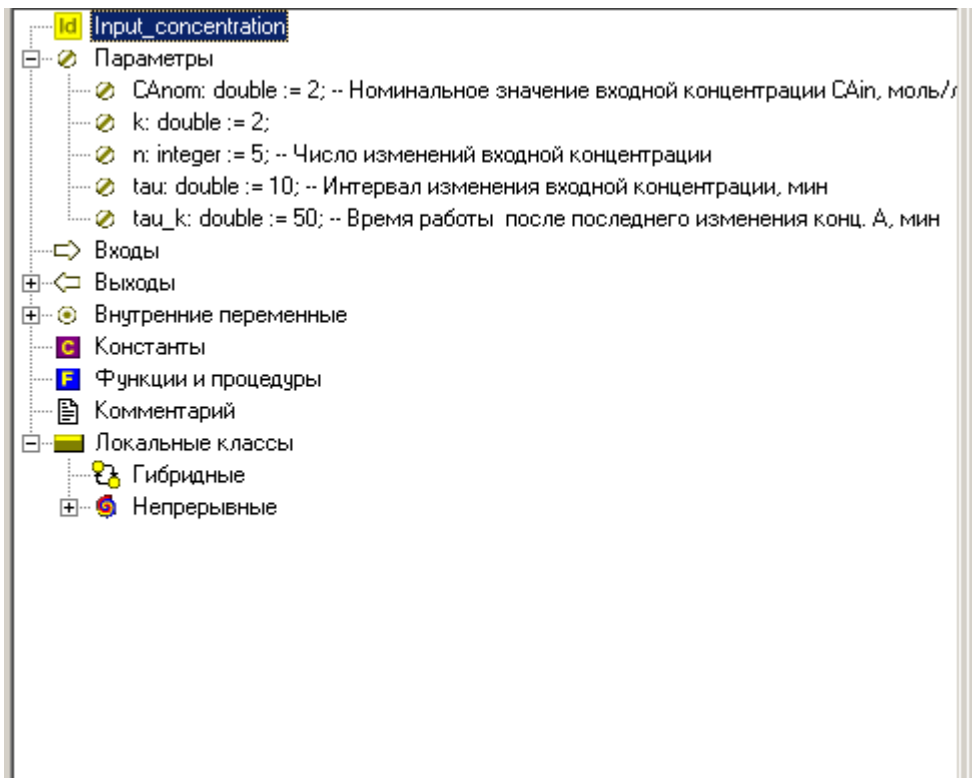 Id Input_concentration
Параметры
CAnom: double := 2; -- Номинальное значение входной концентрации CAin, моль/л
k: double := 2;
n: integer := 5; -- Число изменений входной концентрации
tau: double := 10; -- Интервал изменения входной концентрации, мин
tau_k: double := 50; -- Время работы  после последнего изменения конц. А, мин
Входы
Выходы
Внутренние переменные
C Константы
F Функции и процедуры
Комментарий
Локальные классы
Гибридные
Непрерывные